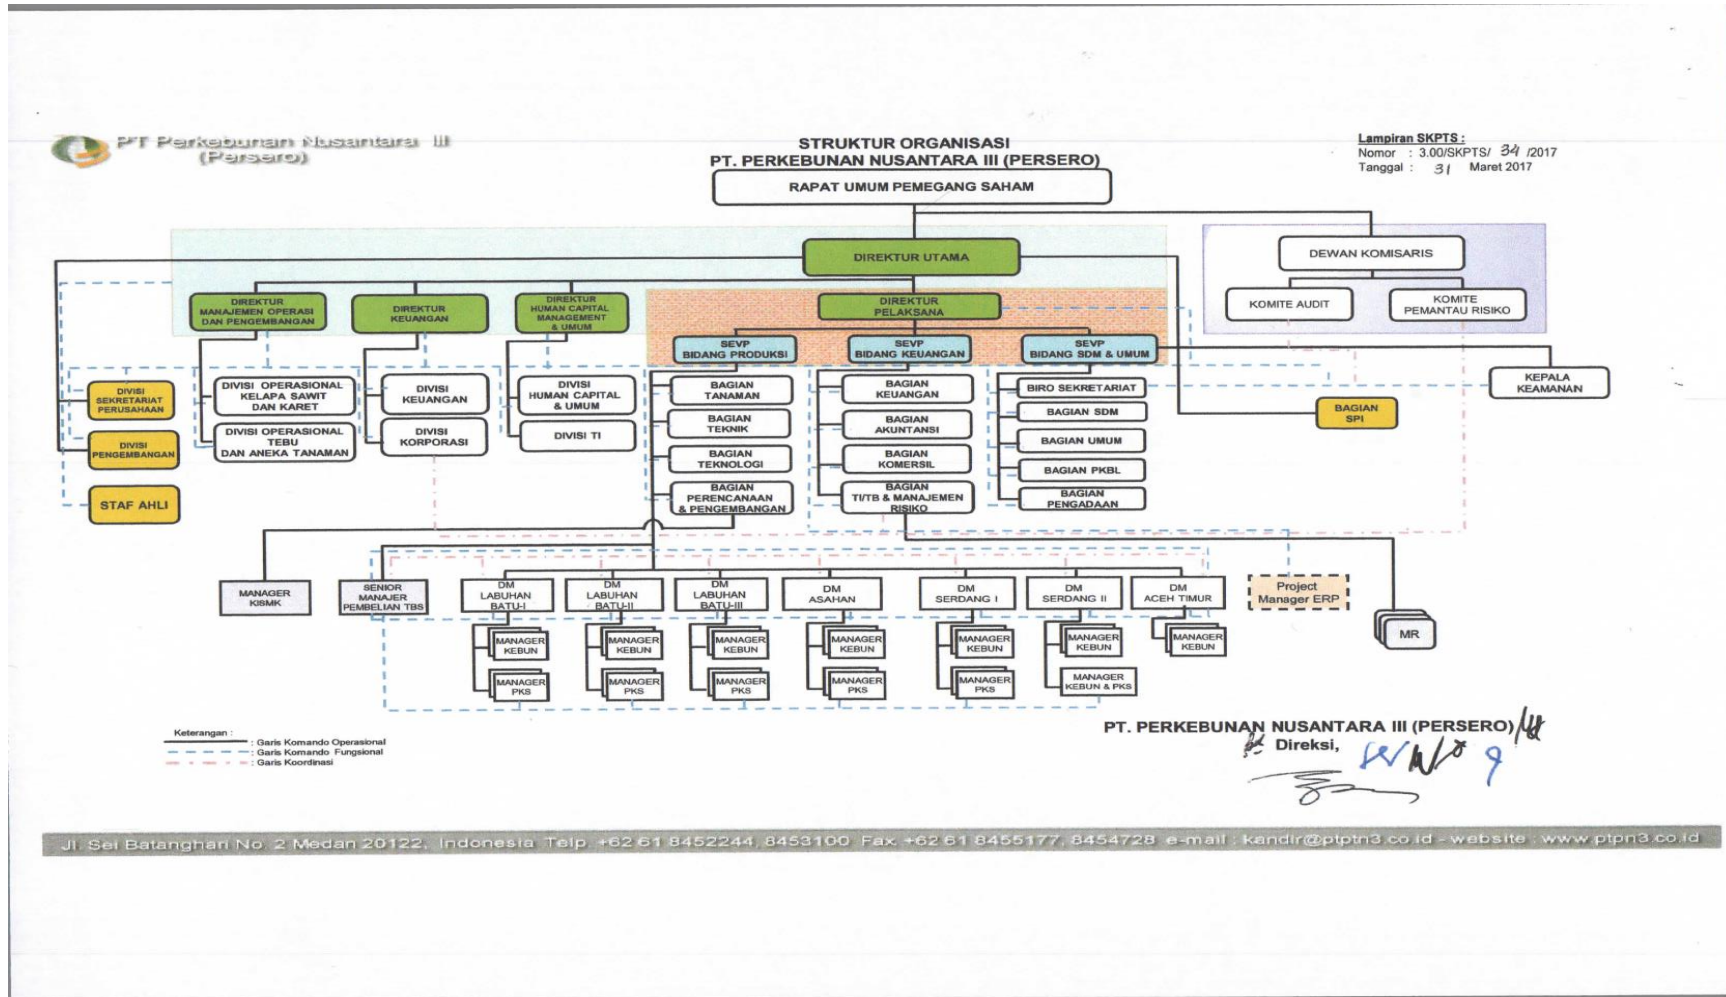 PT Perkebunan Nusantara III
(Persero)
STRUKTUR ORGANISASI
PT. PERKEBUNAN NUSANTARA III (PERSERO)
Lampiran SKPTS :
Nomor : 3.00/SKPTS/ 34 /2017
Tanggal : 31 Maret 2017
RAPAT UMUM PEMEGANG SAHAM
DIREKTUR UTAMA
DEWAN KOMISARIS
KOMITE AUDIT
KOMITE
PEMANTAU RISIKO
DIREKTUR
MANAJEMEN OPERASI
DAN PENGEMBANGAN
DIREKTUR
KEUANGAN
DIREKTUR
HUMAN CAPITAL
MANAGEMENT
& UMUM
DIREKTUR
PELAKSANA
SEVP
BIDANG PRODUKSI
SEVP
BIDANG KEUANGAN
SEVP
BIDANG SDM & UMUM
DIVISI
SEKRETARIAT
PERUSAHAAN
DIVISI
PENGEMBANGAN
STAF AHLI
DIVISI OPERASIONAL
KELAPA SAWIT
DAN KARET
DIVISI OPERASIONAL
TEBU
DAN ANEKA TANAMAN
DIVISI
KEUANGAN
DIVISI
KORPORASI
DIVISI
HUMAN CAPITAL
& UMUM
DIVISI TI
BAGIAN
TANAMAN
BAGIAN
TEKNIK
BAGIAN
TEKNOLOGI
BAGIAN
PERENCANAAN
& PENGEMBANGAN
BAGIAN
KEUANGAN
BAGIAN
AKUNTANSI
BAGIAN
KOMERSIL
BAGIAN
TI/TB & MANAJEMEN
RISIKO
BIRO SEKRETARIAT
BAGIAN SDM
BAGIAN UMUM
BAGIAN PKBL
BAGIAN
PENGADAAN
BAGIAN
SPI
KEPALA
KEAMANAN
MANAGER
KISMK
SENIOR
MANAJER
PEMBELIAN TBS
DM
LABUHAN
BATU-I
DM
LABUHAN
BATU-II
DM
LABUHAN
BATU-III
DM
ASAHAN
DM
SERDANG I
DM
SERDANG II
DM
ACEH TIMUR
Project
Manager ERP
MR
MANAGER
KEBUN
MANAGER
KEBUN
MANAGER
KEBUN
MANAGER
KEBUN
MANAGER
KEBUN
MANAGER
KEBUN
MANAGER
KEBUN
MANAGER
PKS
MANAGER
PKS
MANAGER
PKS
MANAGER
PKS
MANAGER
PKS
MANAGER
KEBUN & PKS
Keterangan :
: Garis Komando Operasional
: Garis Komando Fungsional
: Garis Koordinasi
PT. PERKEBUNAN NUSANTARA III (PERSERO)
Direksi,
Jl. Sei Batanghari No. 2 Medan 20122, Indonesia Telp. +62 61 8452244, 8453100 Fax. +62 61 8455177, 8454728 e-mail : kandir@ptptn3.co.id - website : www.ptpn3.co.id